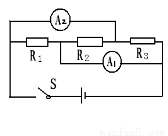 A₂
R₁ R₂ R₃
A₁
S